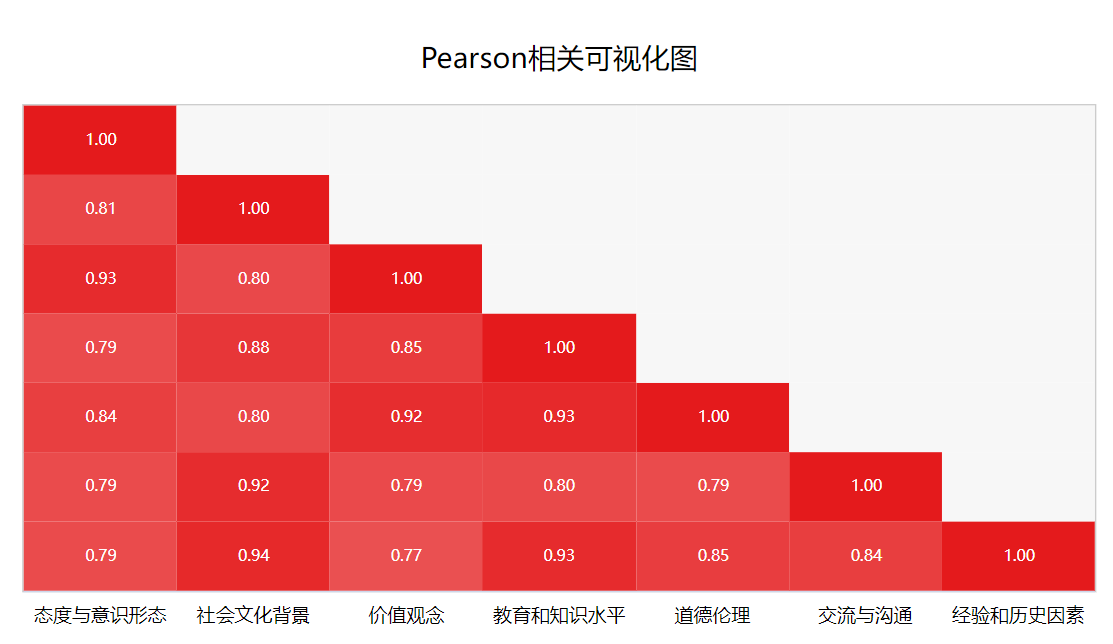 Pearson相关可视化图
1.00
0.81 1.00
0.93 0.80 1.00
0.79 0.88 0.85 1.00
0.84 0.80 0.92 0.93 1.00
0.79 0.92 0.79 0.80 0.79 1.00
0.79 0.94 0.77 0.93 0.85 0.84 1.00
态度与意识形态 社会文化背景 价值观念 教育和知识水平 道德伦理 交流与沟通 经验和历史因素